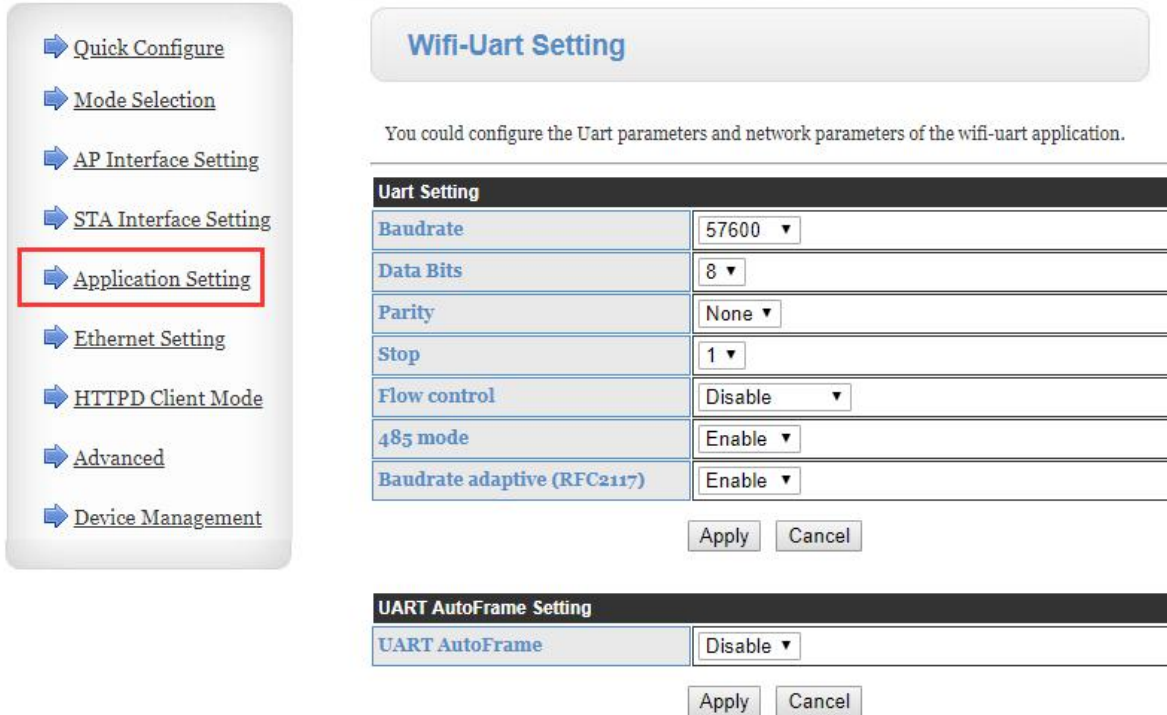 Quick Configure
Mode Selection
AP Interface Setting
STA Interface Setting
Application Setting
Ethernet Setting
HTTPD Client Mode
Advanced
Device Management
Wifi-Uart Setting
You could configure the Uart parameters and network parameters of the wifi-uart application.
Uart Setting
Baudrate 57600
Data Bits 8
Parity None
Stop 1
Flow control Disable
485 mode Enable
Baudrate adaptive (RFC2117) Enable
Apply Cancel
UART AutoFrame Setting
UART AutoFrame Disable
Apply Cancel